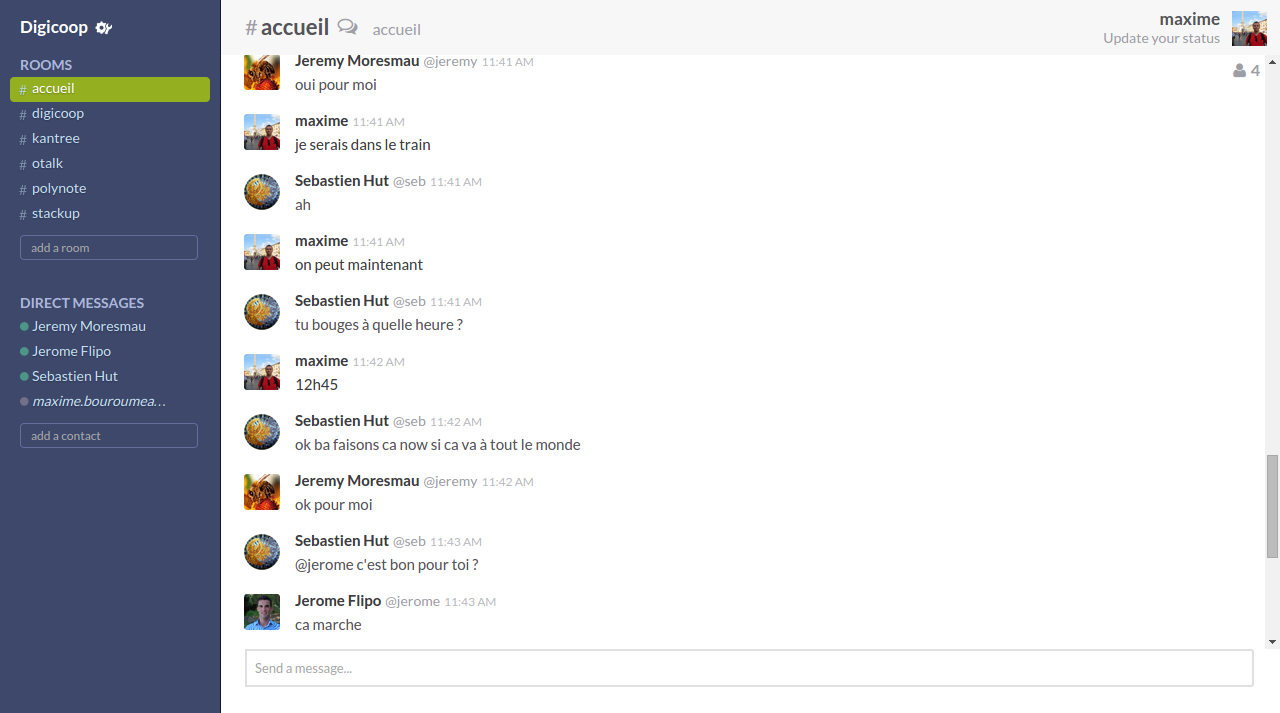 Digicoop
ROOMS
# accueil
# digicoop
# kantree
# otalk
# polynote
# stackup
add a room
DIRECT MESSAGES
Jeremy Moresmau
Jerome Flipo
Sebastien Hut
maxime.bouroumea…
add a contact
# accueil accueil
maxime
Update your status
4
Jeremy Moresmau @jeremy 11:41 AM
oui pour moi
maxime 11:41 AM
je serais dans le train
Sebastien Hut @seb 11:41 AM
ah
maxime 11:41 AM
on peut maintenant
Sebastien Hut @seb 11:41 AM
tu bouges à quelle heure ?
maxime 11:42 AM
12h45
Sebastien Hut @seb 11:42 AM
ok ba faisons ca now si ca va à tout le monde
Jeremy Moresmau @jeremy 11:42 AM
ok pour moi
Sebastien Hut @seb 11:43 AM
@jerome c'est bon pour toi ?
Jerome Flipo @jerome 11:43 AM
ca marche
Send a message...